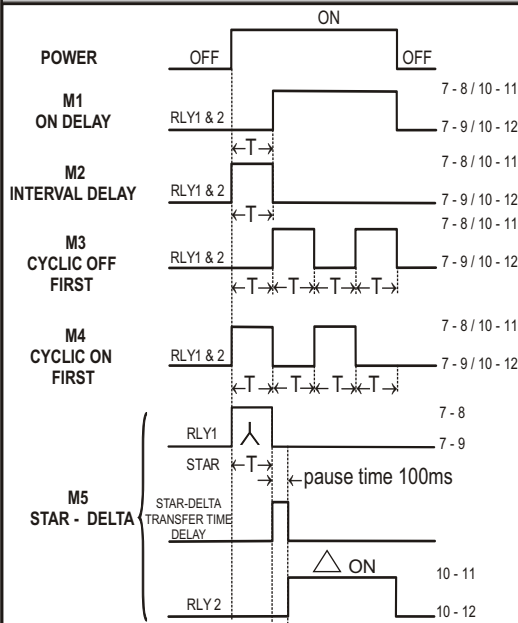 ON
POWER
OFF
OFF
M1
ON DELAY
RLY1 & 2
7 - 8 / 10 - 11
7 - 9 / 10 - 12
T
M2
INTERVAL DELAY
RLY1 & 2
7 - 8 / 10 - 11
7 - 9 / 10 - 12
T
M3
CYCLIC OFF
FIRST
RLY1 & 2
7 - 8 / 10 - 11
7 - 9 / 10 - 12
T T T T
M4
CYCLIC ON
FIRST
RLY1 & 2
7 - 8 / 10 - 11
7 - 9 / 10 - 12
T T T T
M5
STAR - DELTA
RLY1
7 - 8
7 - 9
STAR
T
pause time 100ms
STAR-DELTA
TRANSFER TIME
DELAY
ON
RLY 2
10 - 11
10 - 12